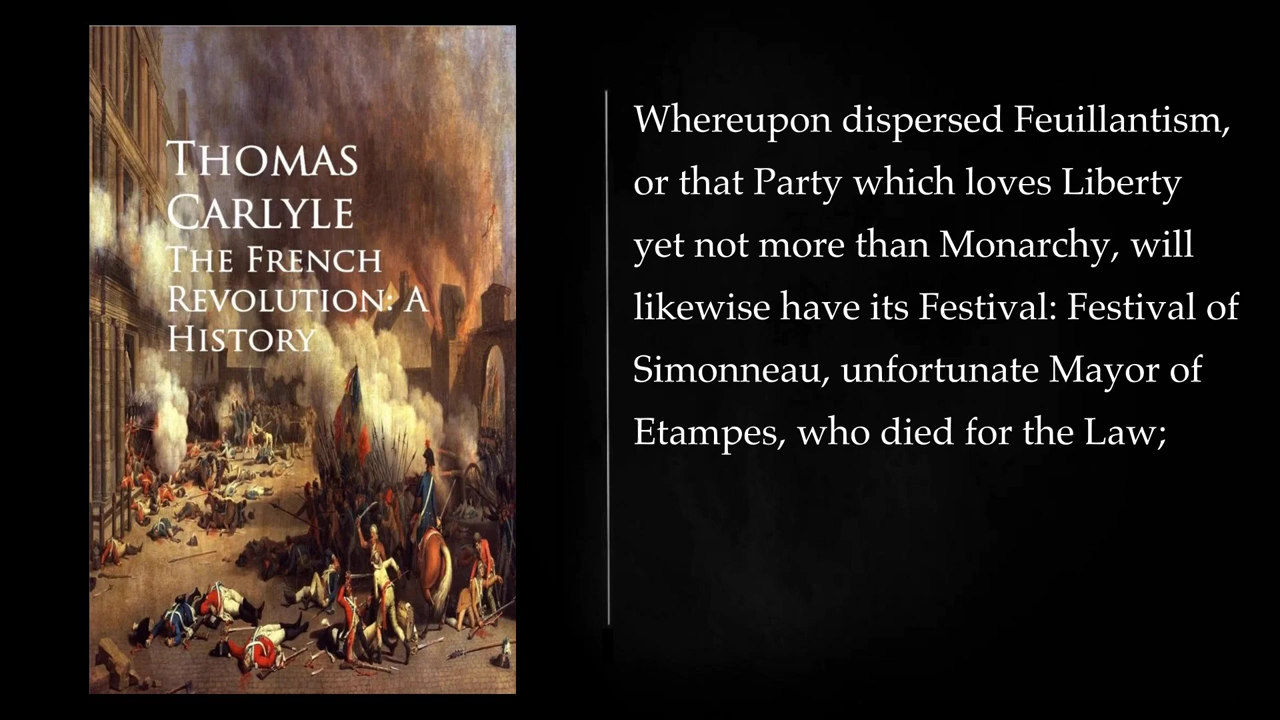 THOMAS
CARLYLE
THE FRENCH
REVOLUTION: A
HISTORY
Whereupon dispersed Feuillantism,
or that Party which loves Liberty
yet not more than Monarchy, will
likewise have its Festival: Festival of
Simonneau, unfortunate Mayor of
Etampes, who died for the Law;